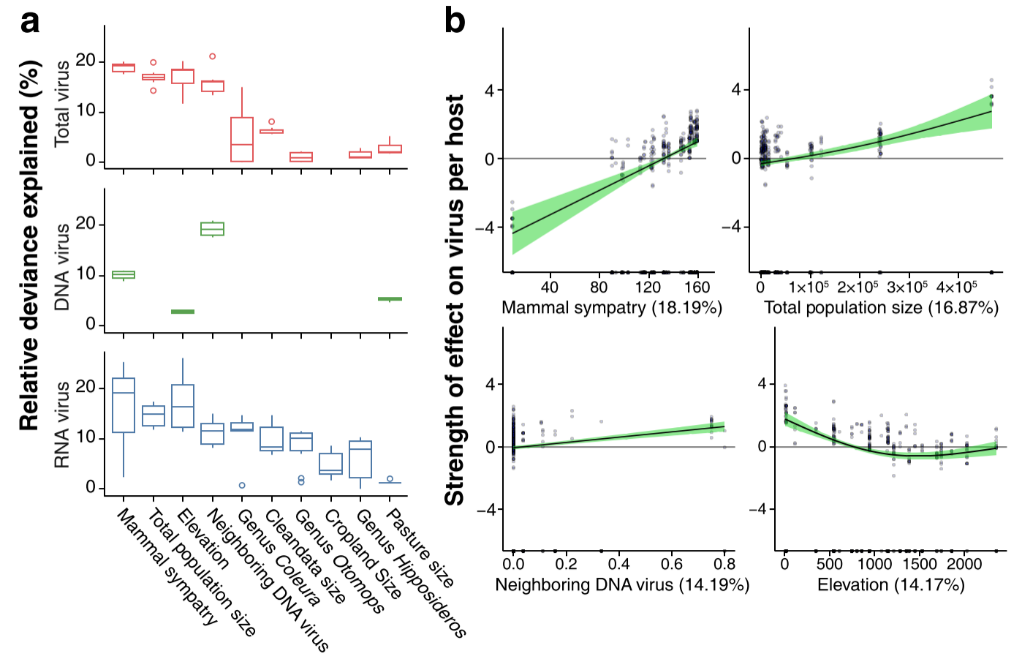 a
b
Relative deviance explained (%)
Total virus
20
10
0
DNA virus
20
10
0
RNA virus
20
10
0
Mammal sympatry
Total population size
Elevation
Neighboring DNA virus
Genus Coleura
Cleandata size
Genus Otomops
Cropland Size
Genus Hipposideros
Pasture size
Strength of effect on virus per host
4
0
−4
40 80 120 160
Mammal sympatry (18.19%)
4
0
−4
0 1×10⁵ 2×10⁵ 3×10⁵ 4×10⁵
Total population size (16.87%)
4
0
−4
0.0 0.2 0.4 0.6 0.8
Neighboring DNA virus (14.19%)
4
0
−4
0 500 1000 1500 2000
Elevation (14.17%)